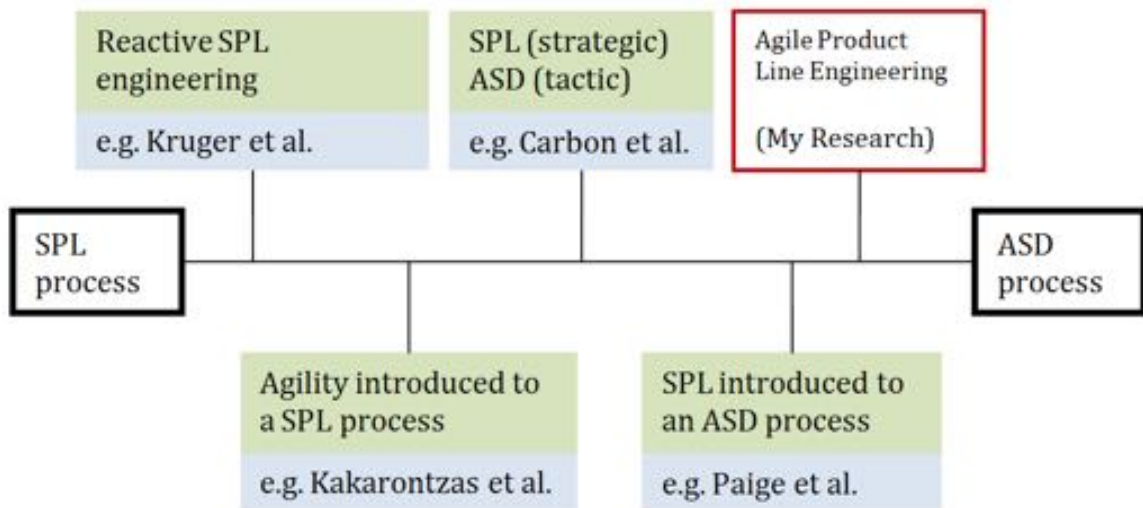 Reactive SPL
engineering
e.g. Kruger et al.
SPL (strategic)
ASD (tactic)
e.g. Carbon et al.
Agile Product
Line Engineering
(My Research)
SPL
process
ASD
process
Agility introduced to
a SPL process
e.g. Kakarontzas et al.
SPL introduced to
an ASD process
e.g. Paige et al.